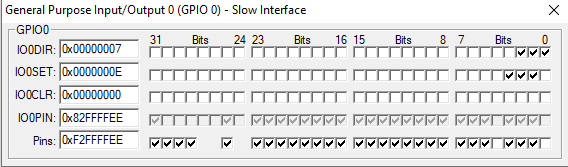 General Purpose Input/Output 0 (GPIO 0) - Slow Interface
GPIO0
31 Bits 24 23 Bits 16 15 Bits 8 7 Bits 0
IO0DIR: 0x00000007
IO0SET: 0x0000000E
IO0CLR: 0x00000000
IO0PIN: 0x82FFFFEE
Pins: 0xF2FFFFEE